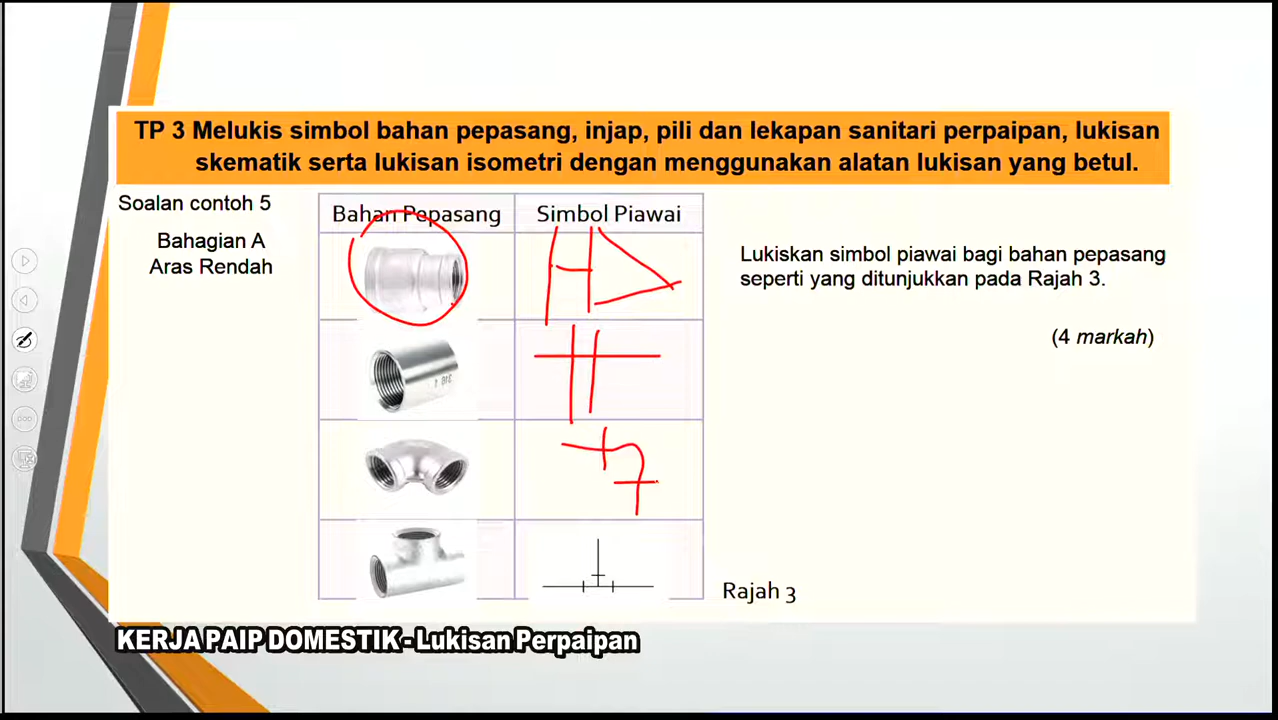 TP 3 Melukis simbol bahan pepasang, injap, pili dan lekapan sanitari perpaipan, lukisan
skematik serta lukisan isometri dengan menggunakan alatan lukisan yang betul.
Soalan contoh 5
Bahagian A
Aras Rendah
Bahan Pepasang
Simbol Piawai
Lukiskan simbol piawai bagi bahan pepasang
seperti yang ditunjukkan pada Rajah 3.
(4 markah)
Rajah 3
KERJA PAIP DOMESTIK - Lukisan Perpaipan